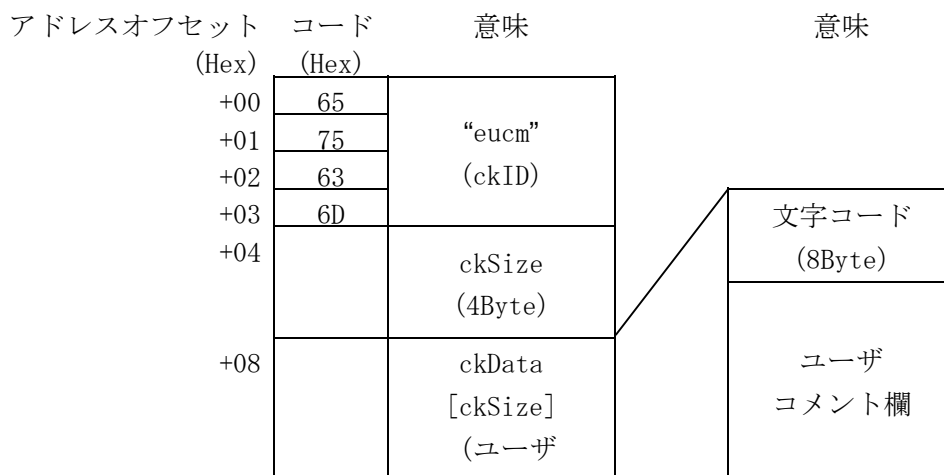 アドレスオフセット コード 意味 意味
(Hex) (Hex)
+00 65
+01 75
+02 63
+03 6D
“eucm”
(ckID)
+04
ckSize
(4Byte)
+08
ckData
[ckSize]
(ユーザ
文字コード
(8Byte)
ユーザ
コメント欄